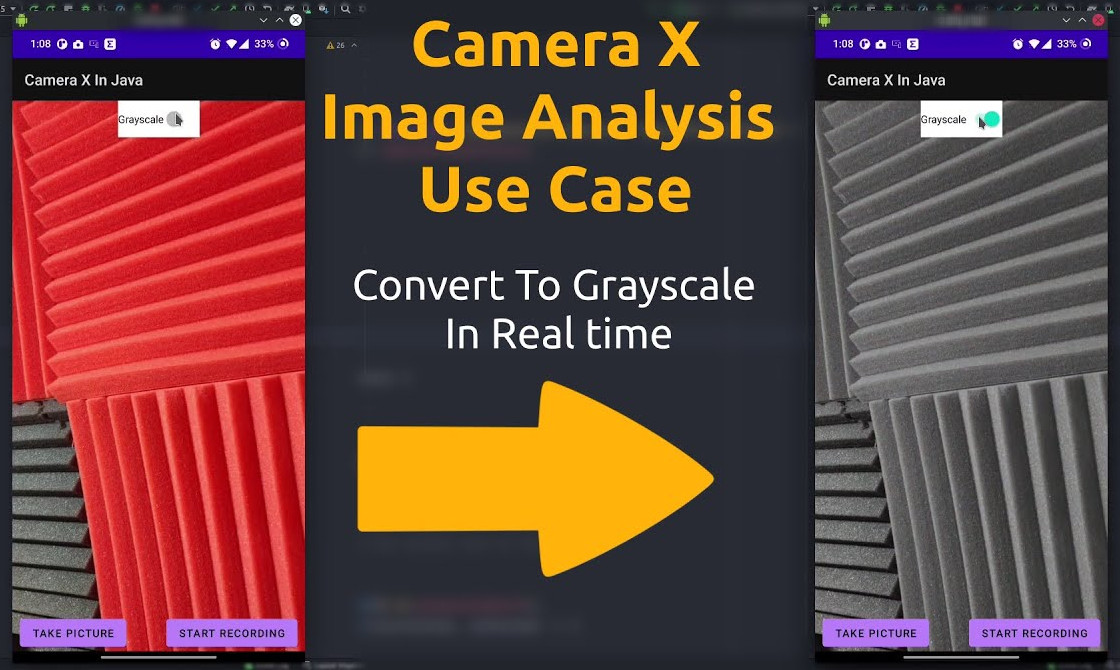 1:08
33%
Camera X In Java
Grayscale
TAKE PICTURE
START RECORDING
26
Camera X
Image Analysis
Use Case
Convert To Grayscale
In Real time
1:08
33%
Camera X In Java
Grayscale
TAKE PICTURE
START RECORDING